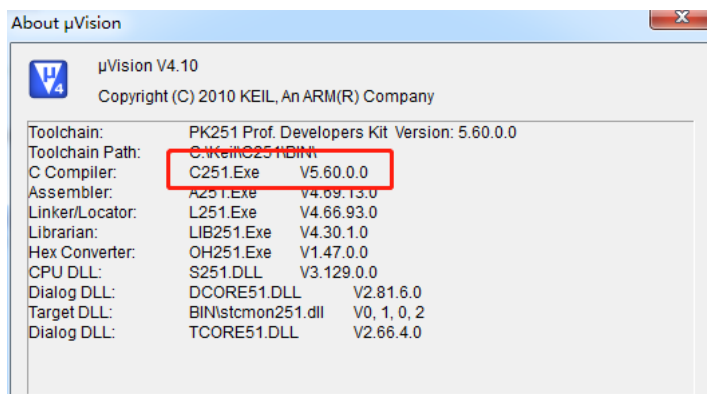 About µVision
µVision V4.10
Copyright (C) 2010 KEIL, An ARM(R) Company
Toolchain: PK251 Prof. Developers Kit Version: 5.60.0.0
Toolchain Path: C:\Keil\C251\BIN\
C Compiler: C251.Exe V5.60.0.0
Assembler: A251.Exe V4.69.13.0
Linker/Locator: L251.Exe V4.66.93.0
Librarian: LIB251.Exe V4.30.1.0
Hex Converter: OH251.Exe V1.47.0.0
CPU DLL: S251.DLL V3.129.0.0
Dialog DLL: DCORE51.DLL V2.81.6.0
Target DLL: BIN\stcmon251.dll V0, 1, 0, 2
Dialog DLL: TCORE51.DLL V2.66.4.0